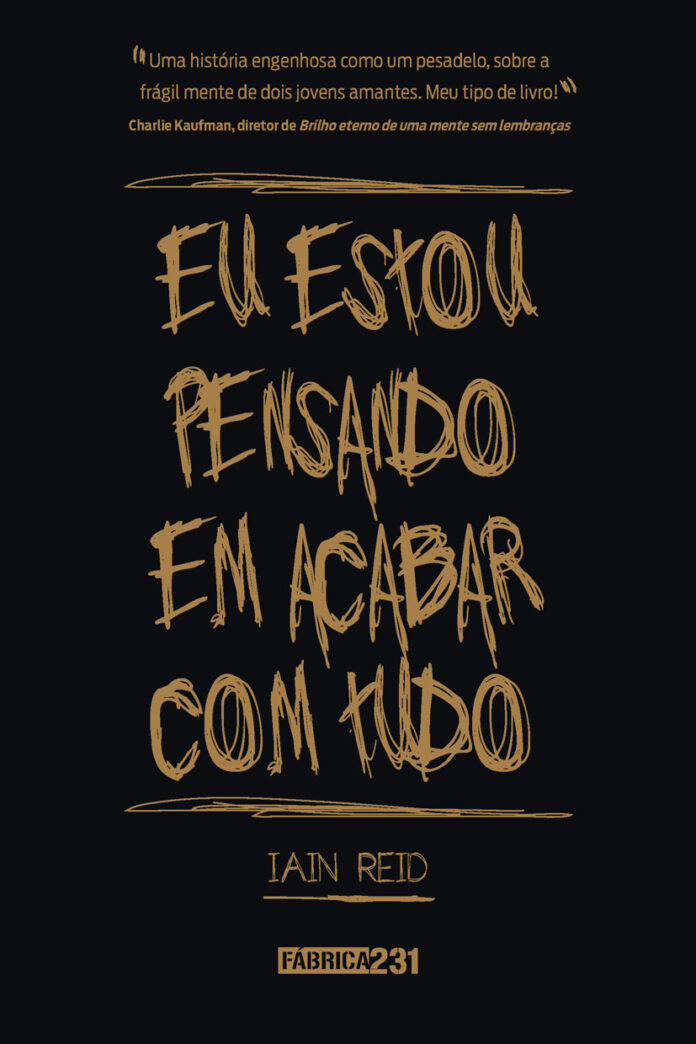 "Uma história engenhosa como um pesadelo, sobre a
frágil mente de dois jovens amantes. Meu tipo de livro!"
Charlie Kaufman, diretor de Brilho eterno de uma mente sem lembranças
EU ESTOU
PENSANDO
EM ACABAR
COM tUDO
IAIN REID
FÁBRICA231